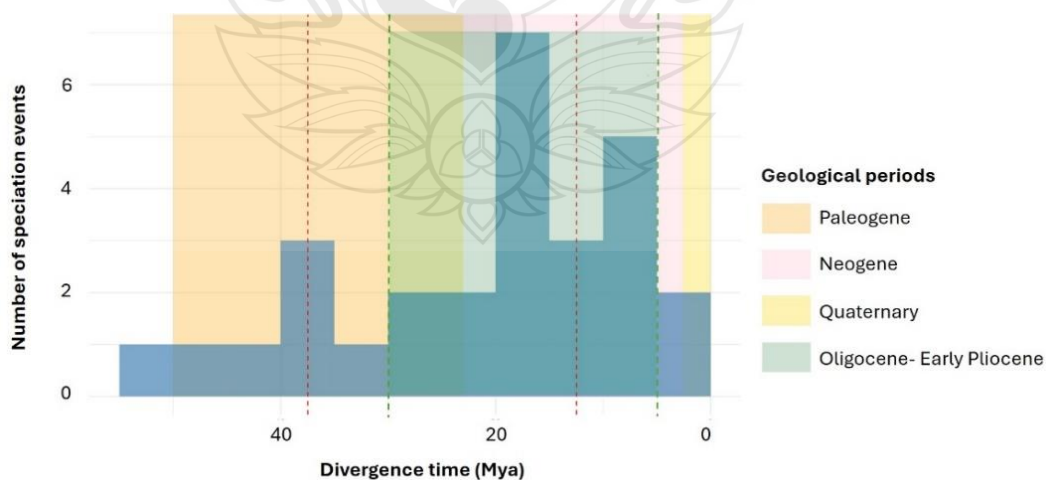 Number of speciation events
6
4
2
0
40
20
0
Divergence time (Mya)
Geological periods
Paleogene
Neogene
Quaternary
Oligocene- Early Pliocene